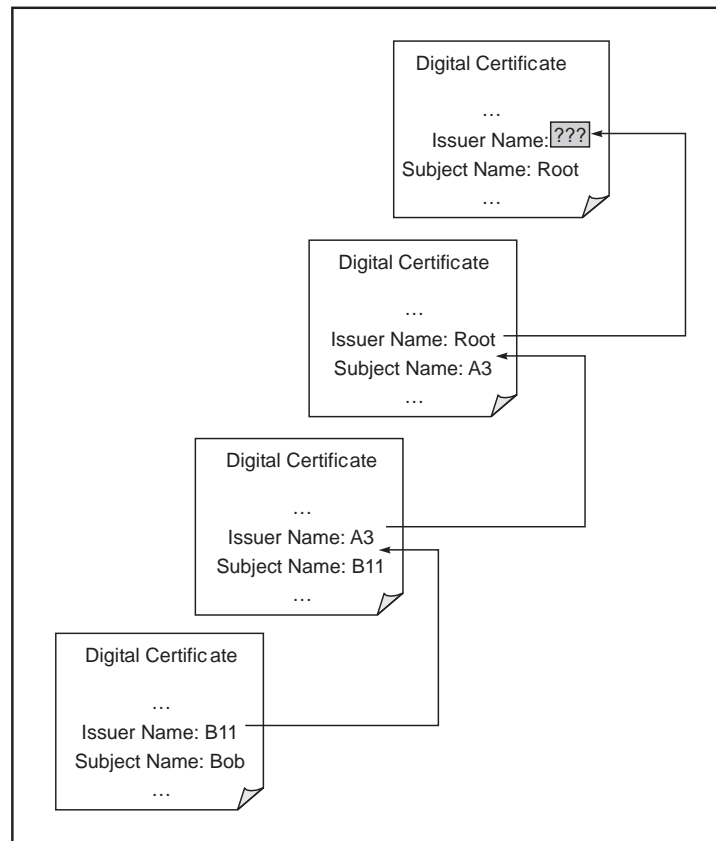 Digital Certificate
…
Issuer Name: ???
Subject Name: Root
…
Digital Certificate
…
Issuer Name: Root
Subject Name: A3
…
Digital Certificate
…
Issuer Name: A3
Subject Name: B11
…
Digital Certificate
…
Issuer Name: B11
Subject Name: Bob
…